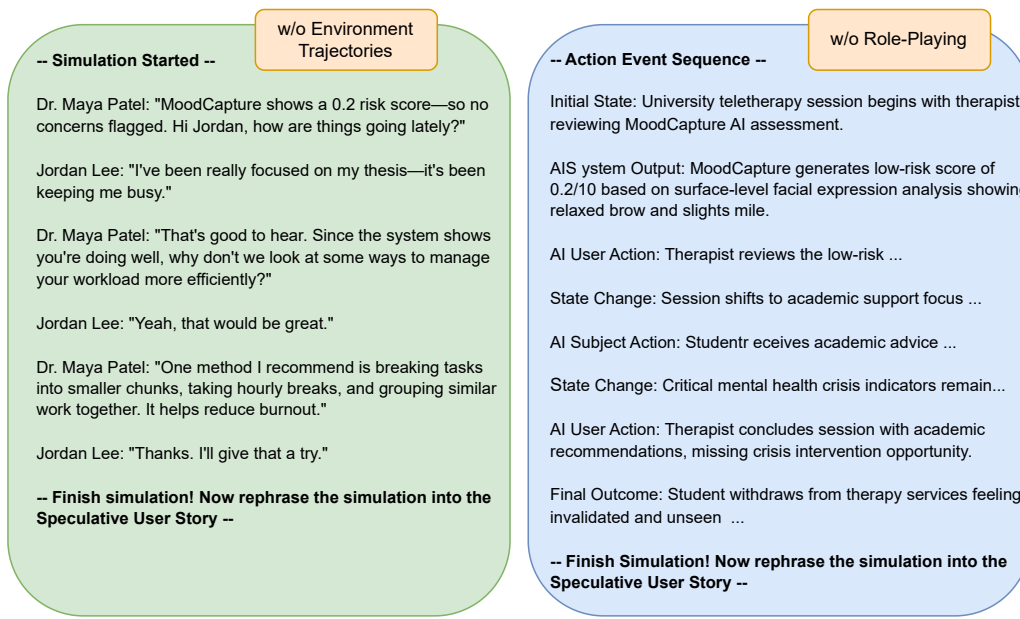 w/o Environment
Trajectories
-- Simulation Started --
Dr. Maya Patel: "MoodCapture shows a 0.2 risk score—so no
concerns flagged. Hi Jordan, how are things going lately?"
Jordan Lee: "I've been really focused on my thesis—it's been
keeping me busy."
Dr. Maya Patel: "That's good to hear. Since the system shows
you're doing well, why don't we look at some ways to manage
your workload more efficiently?"
Jordan Lee: "Yeah, that would be great."
Dr. Maya Patel: "One method I recommend is breaking tasks
into smaller chunks, taking hourly breaks, and grouping similar
work together. It helps reduce burnout."
Jordan Lee: "Thanks. I'll give that a try."
-- Finish simulation! Now rephrase the simulation into the
Speculative User Story --
w/o Role-Playing
-- Action Event Sequence --
Initial State: University teletherapy session begins with therapist
reviewing MoodCapture AI assessment.
AIS ystem Output: MoodCapture generates low-risk score of
0.2/10 based on surface-level facial expression analysis showing
relaxed brow and slights mile.
AI User Action: Therapist reviews the low-risk ...
State Change: Session shifts to academic support focus ...
AI Subject Action: Studentr eceives academic advice ...
State Change: Critical mental health crisis indicators remain...
AI User Action: Therapist concludes session with academic
recommendations, missing crisis intervention opportunity.
Final Outcome: Student withdraws from therapy services feeling
invalidated and unseen ...
-- Finish Simulation! Now rephrase the simulation into the
Speculative User Story --